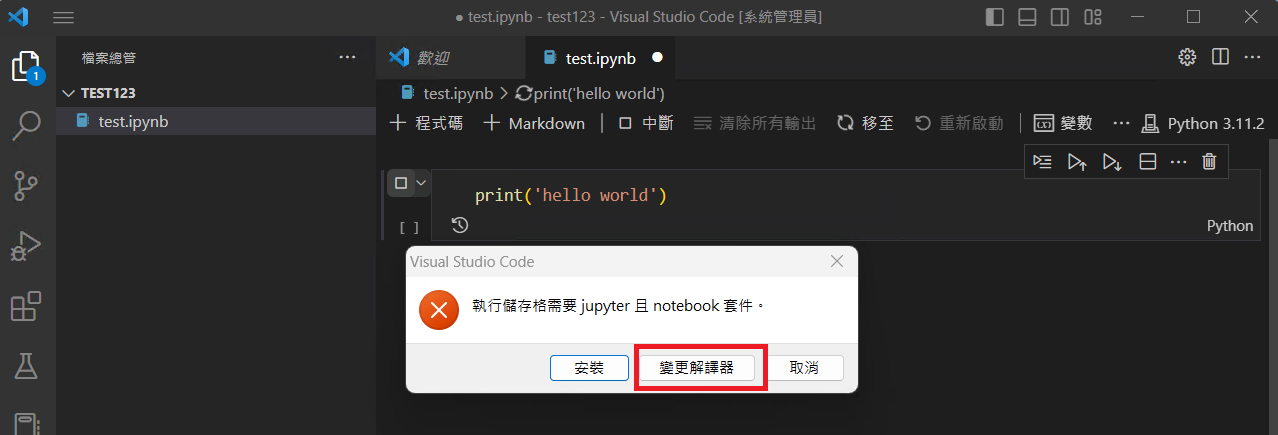 ● test.ipynb - test123 - Visual Studio Code [系統管理員]
檔案總管 ···
歡迎
test.ipynb ●
1
TEST123
test.ipynb
test.ipynb > print('hello world')
+ 程式碼 + Markdown | 中斷 清除所有輸出 移至 重新啟動 | 變數 ··· Python 3.11.2
print('hello world')
[ ]
Python
Visual Studio Code
執行儲存格需要 jupyter 且 notebook 套件。
安裝 變更解譯器 取消